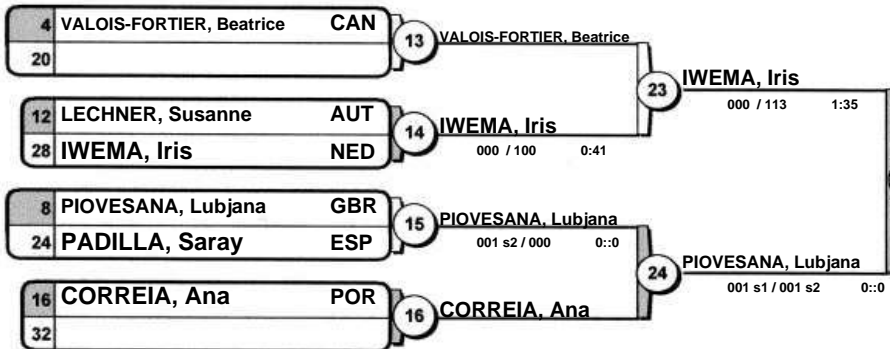 4 VALOIS-FORTIER, Beatrice CAN
20
13 VALOIS-FORTIER, Beatrice
12 LECHNER, Susanne AUT
28 IWEMA, Iris NED
14 IWEMA, Iris
000 / 100 0:41
23 IWEMA, Iris
000 / 113 1:35
8 PIOVESANA, Lubjana GBR
24 PADILLA, Saray ESP
15 PIOVESANA, Lubjana
001 s2 / 000 0::0
16 CORREIA, Ana POR
32
16 CORREIA, Ana
24 PIOVESANA, Lubjana
001 s1 / 001 s2 0::0